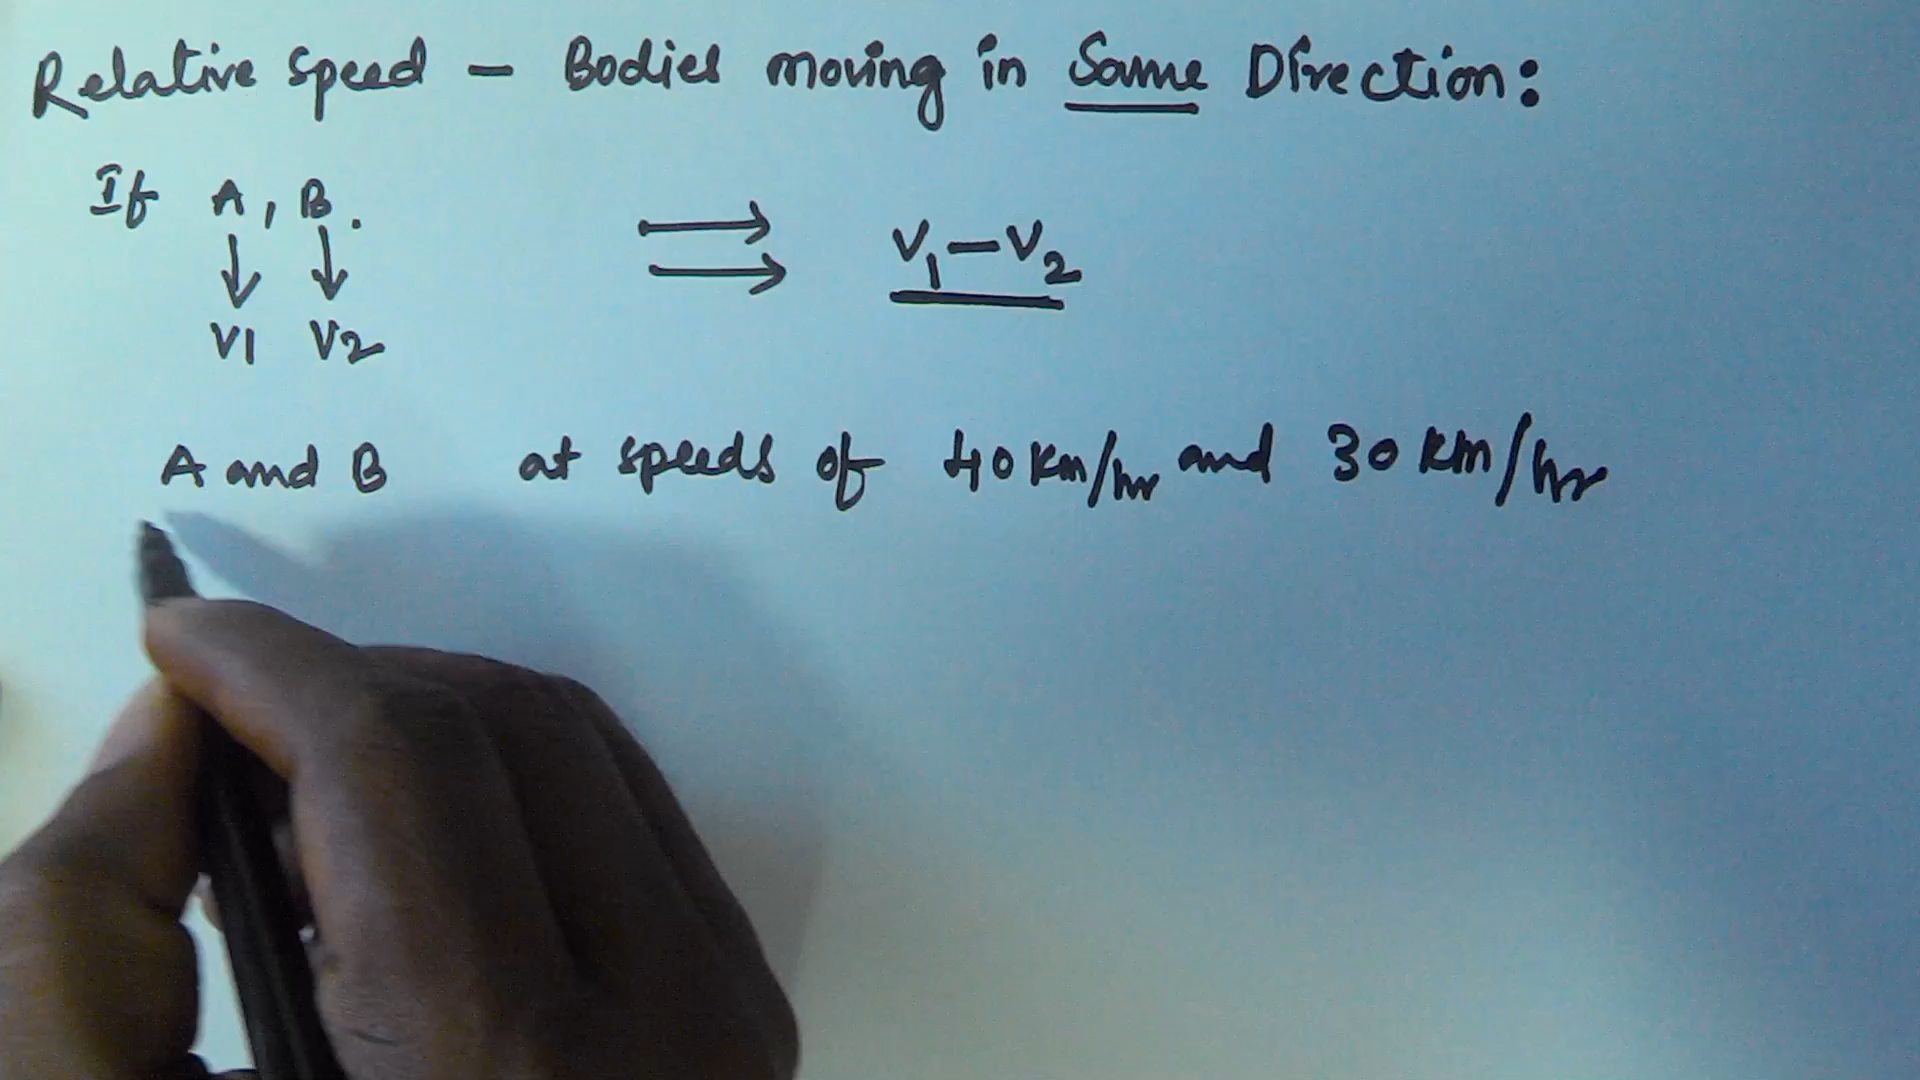 Relative Speed - Bodies moving in Same Direction:
If A, B.
V1 V2
V1-V2
A and B at speeds of 40 Km/hr and 30 Km/hr